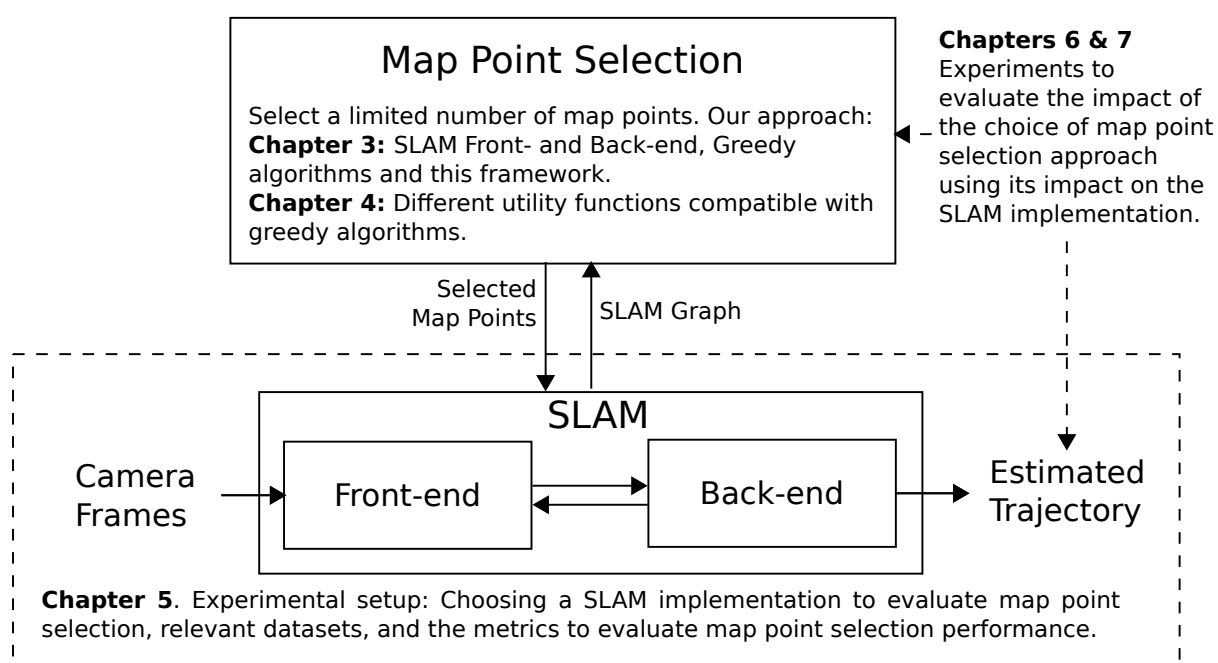 Map Point Selection
Select a limited number of map points. Our approach:
Chapter 3: SLAM Front- and Back-end, Greedy
algorithms and this framework.
Chapter 4: Different utility functions compatible with
greedy algorithms.
Chapters 6 & 7
Experiments to
evaluate the impact of
the choice of map point
selection approach
using its impact on the
SLAM implementation.
Selected
Map Points
SLAM Graph
SLAM
Camera
Frames
Front-end
Back-end
Estimated
Trajectory
Chapter 5. Experimental setup: Choosing a SLAM implementation to evaluate map point
selection, relevant datasets, and the metrics to evaluate map point selection performance.